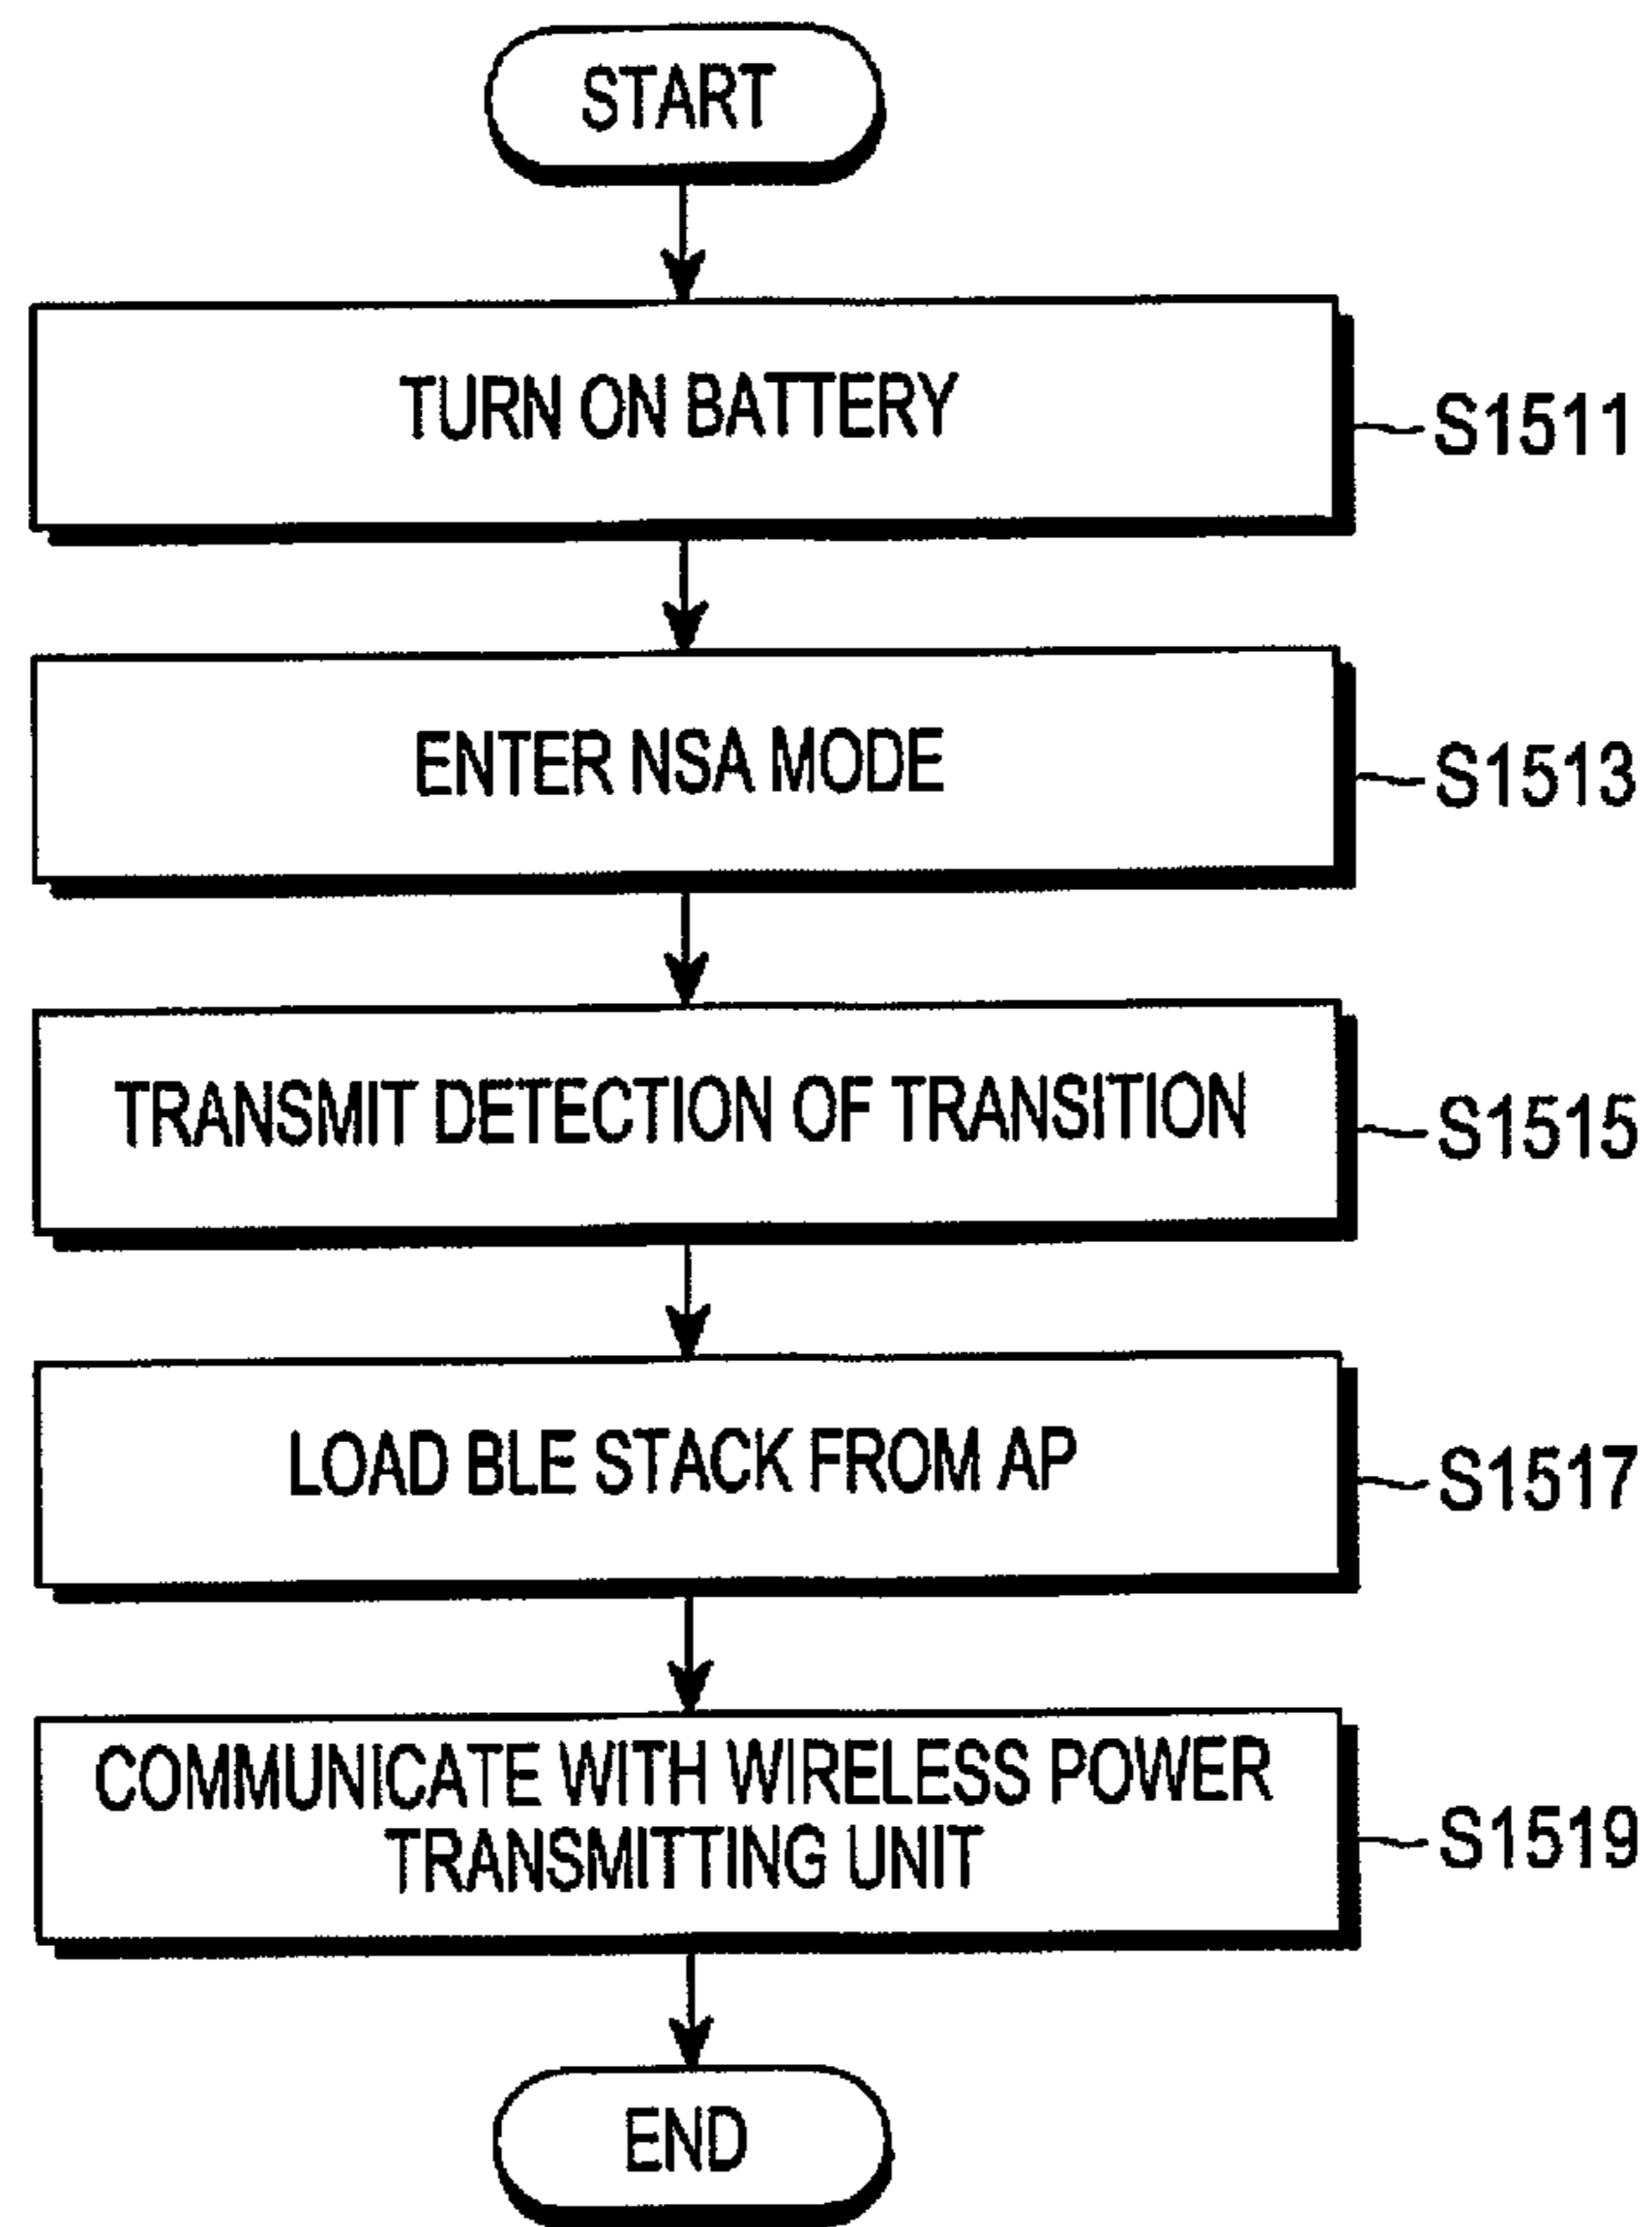 START
TURN ON BATTERY
S1511
ENTER NSA MODE
S1513
TRANSMIT DETECTION OF TRANSITION
S1515
LOAD BLE STACK FROM AP
S1517
COMMUNICATE WITH WIRELESS POWER
TRANSMITTING UNIT
S1519
END